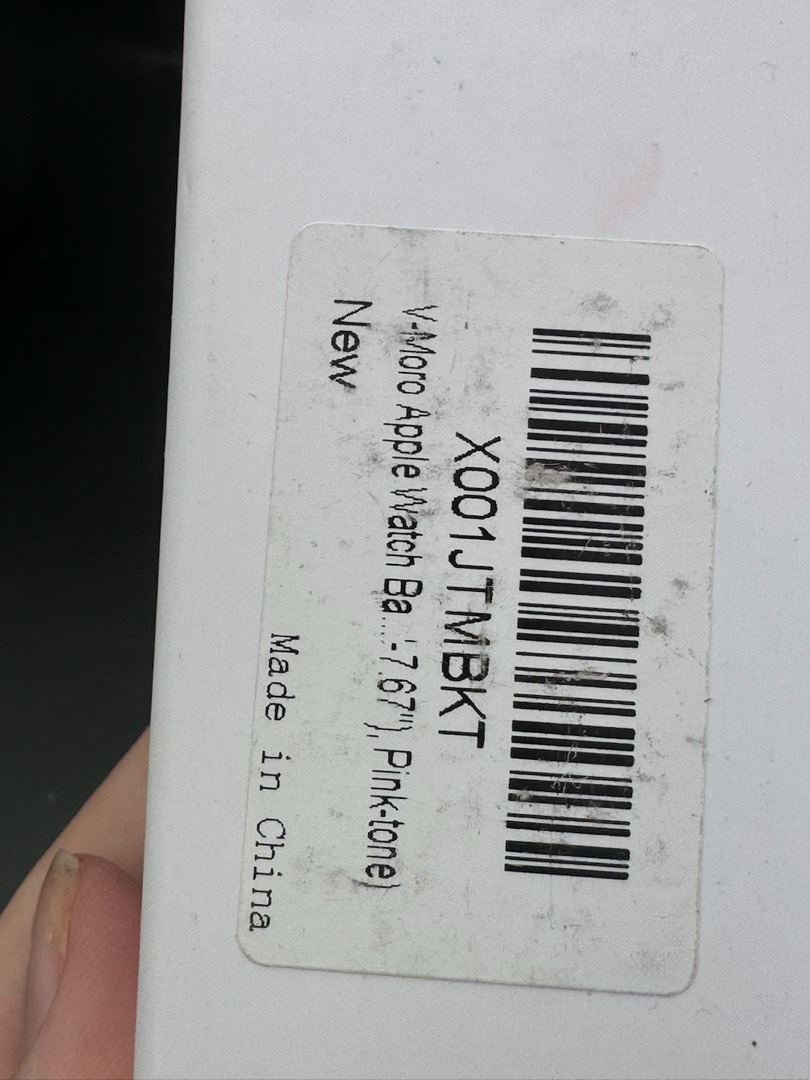 X001JTMBKT
V-Moro Apple Watch Ba...'-7.67"), Pink-tone)
New
Made in China